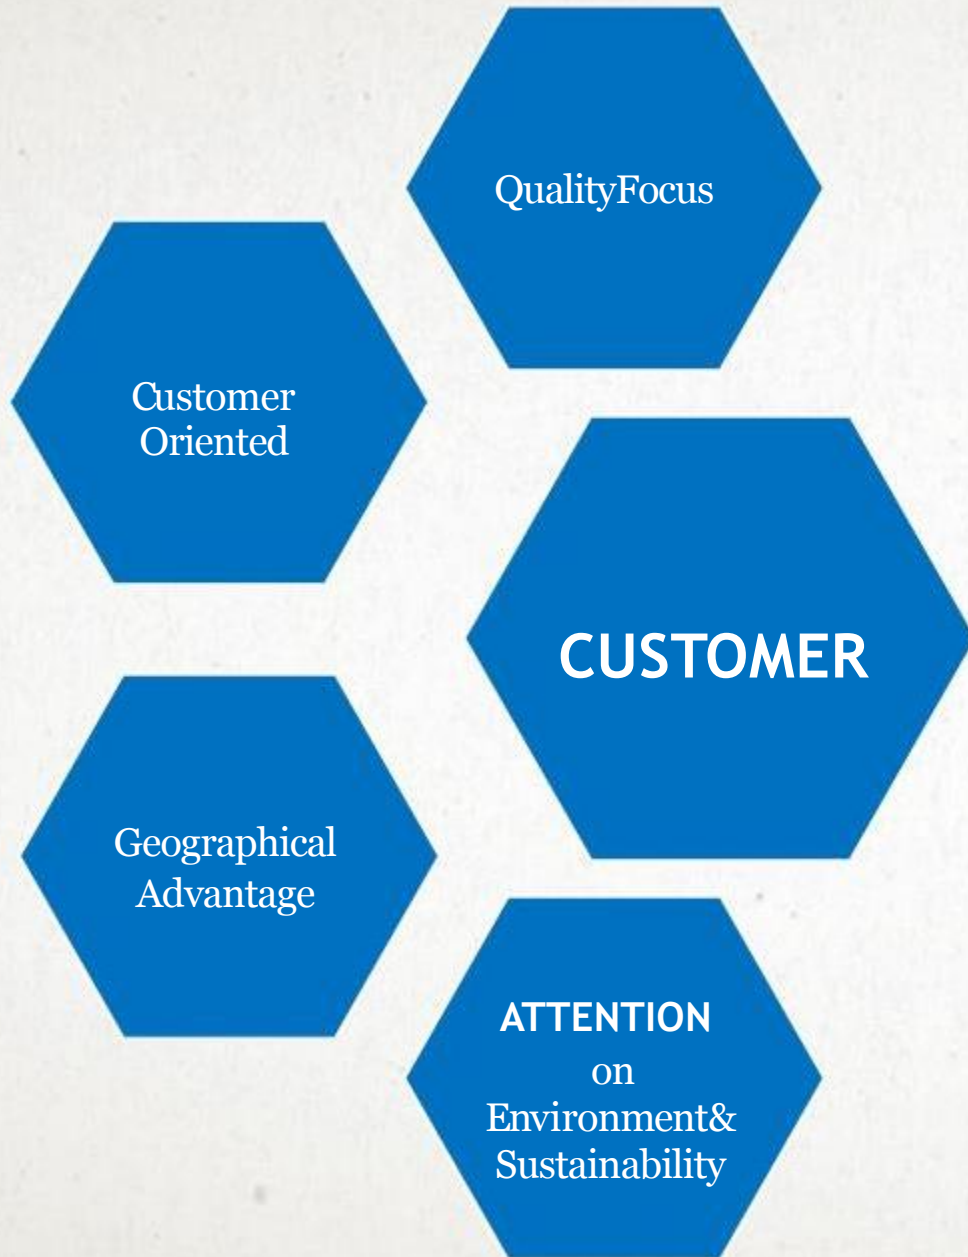 QualityFocus
Customer
Oriented
CUSTOMER
Geographical
Advantage
ATTENTION
on
Environment&
Sustainability